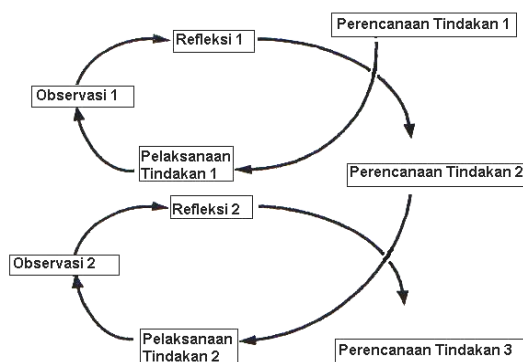 Perencanaan Tindakan 1
Refleksi 1
Observasi 1
Pelaksanaan
Tindakan 1
Perencanaan Tindakan 2
Refleksi 2
Observasi 2
Pelaksanaan
Tindakan 2
Perencanaan Tindakan 3